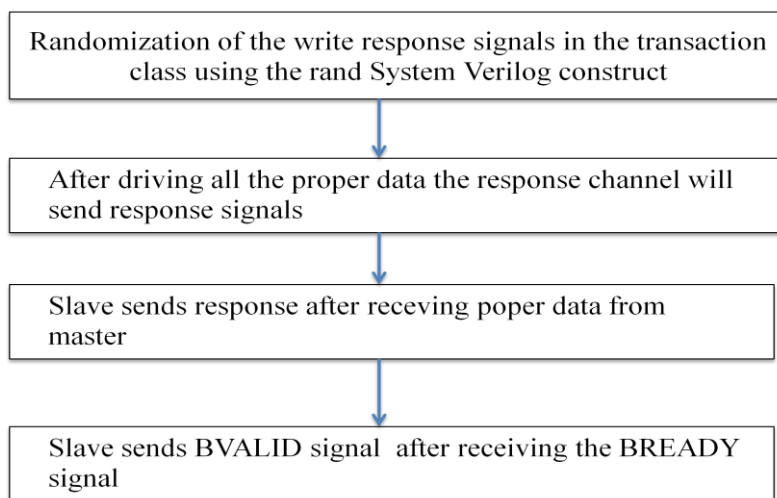 Randomization of the write response signals in the transaction
class using the rand System Verilog construct
After driving all the proper data the response channel will
send response signals
Slave sends response after receving poper data from
master
Slave sends BVALID signal after receiving the BREADY
signal